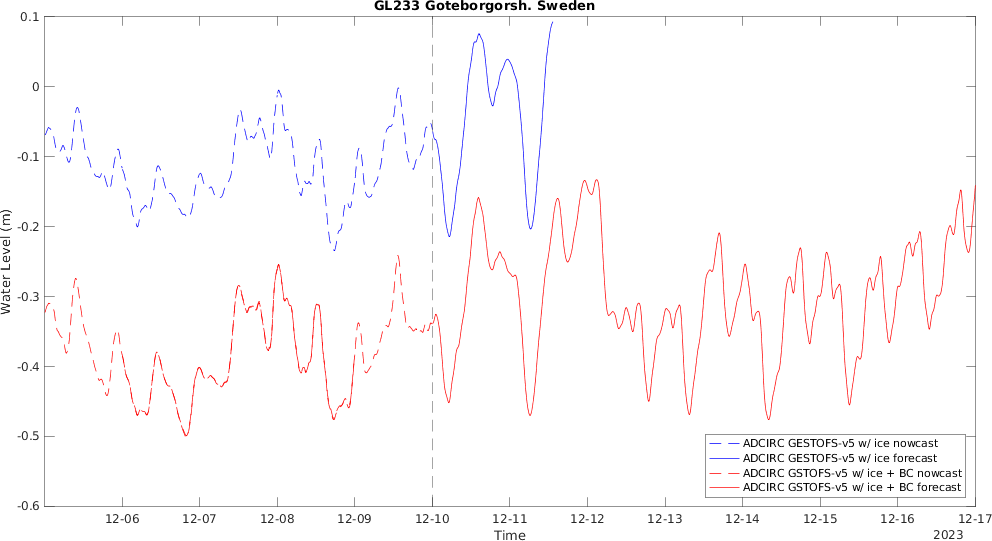 GL233 Goteborgorsh. Sweden
0.1
0
-0.1
-0.2
-0.3
-0.4
-0.5
-0.6
Water Level (m)
ADCIRC GESTOFS-v5 w/ ice nowcast
ADCIRC GESTOFS-v5 w/ ice forecast
ADCIRC GSTOFS-v5 w/ ice + BC nowcast
ADCIRC GSTOFS-v5 w/ ice + BC forecast
12-06 12-07 12-08 12-09 12-10 12-11 12-12 12-13 12-14 12-15 12-16 12-17
Time
2023